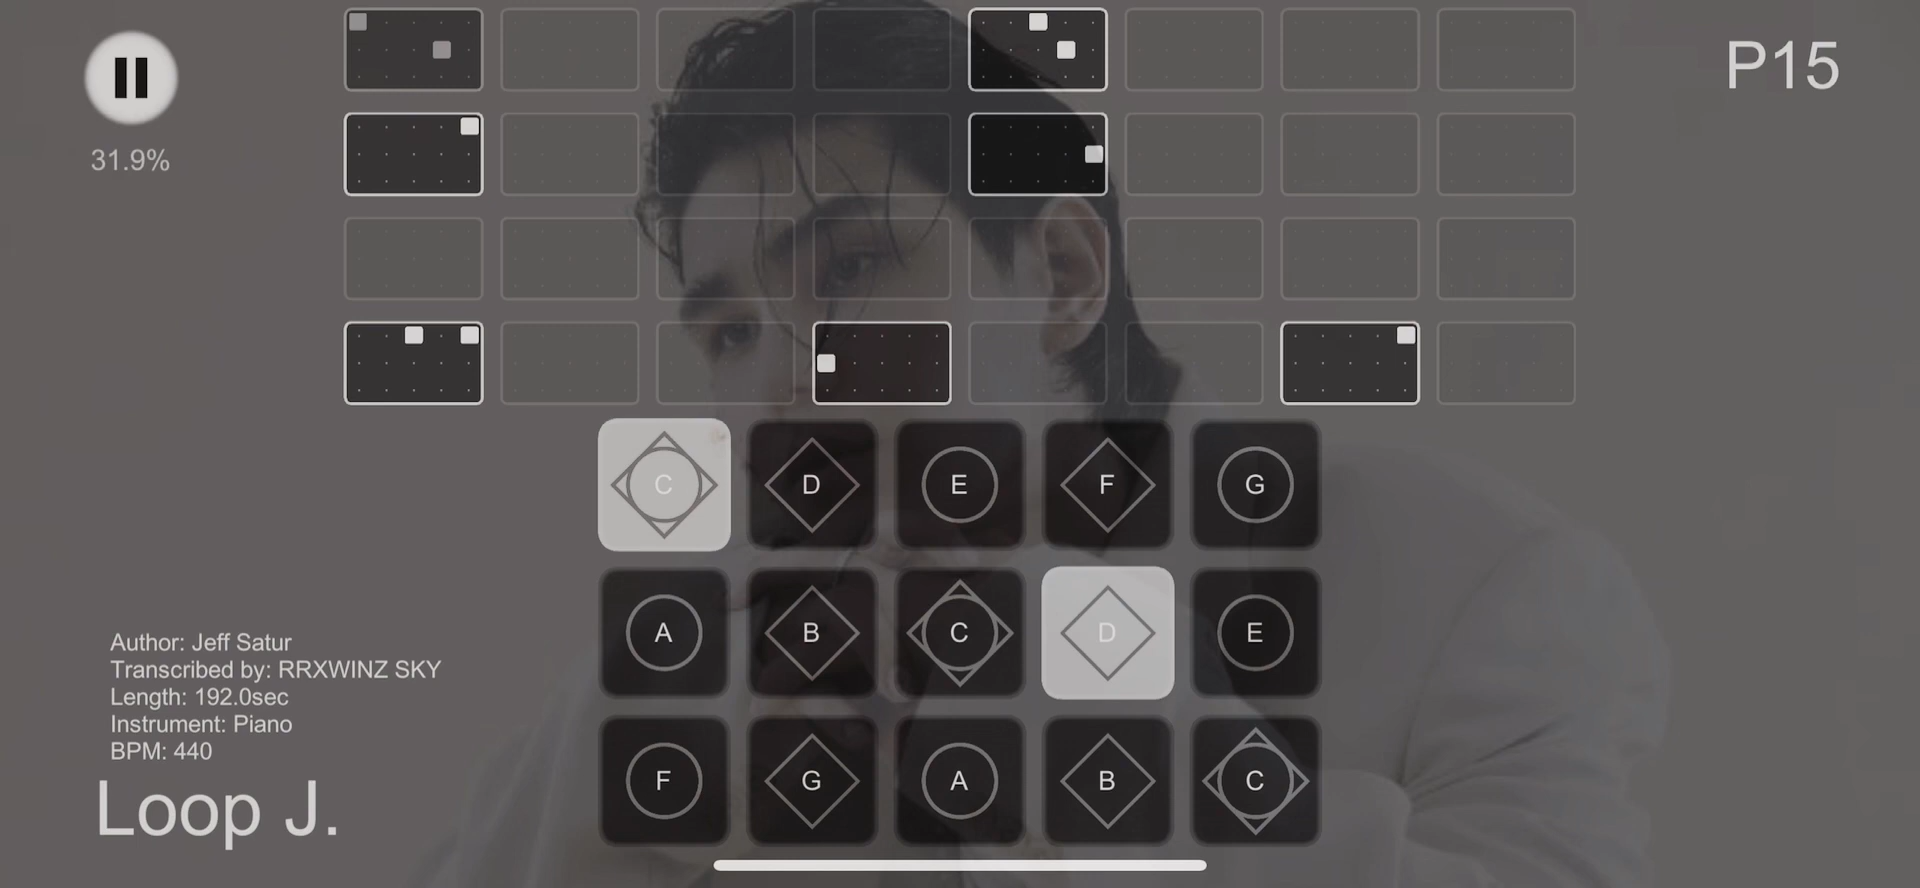 P15
31.9%
C D E F G
A B C D E
F G A B C
Author: Jeff Satur
Transcribed by: RRXWINZ SKY
Length: 192.0sec
Instrument: Piano
BPM: 440
Loop J.